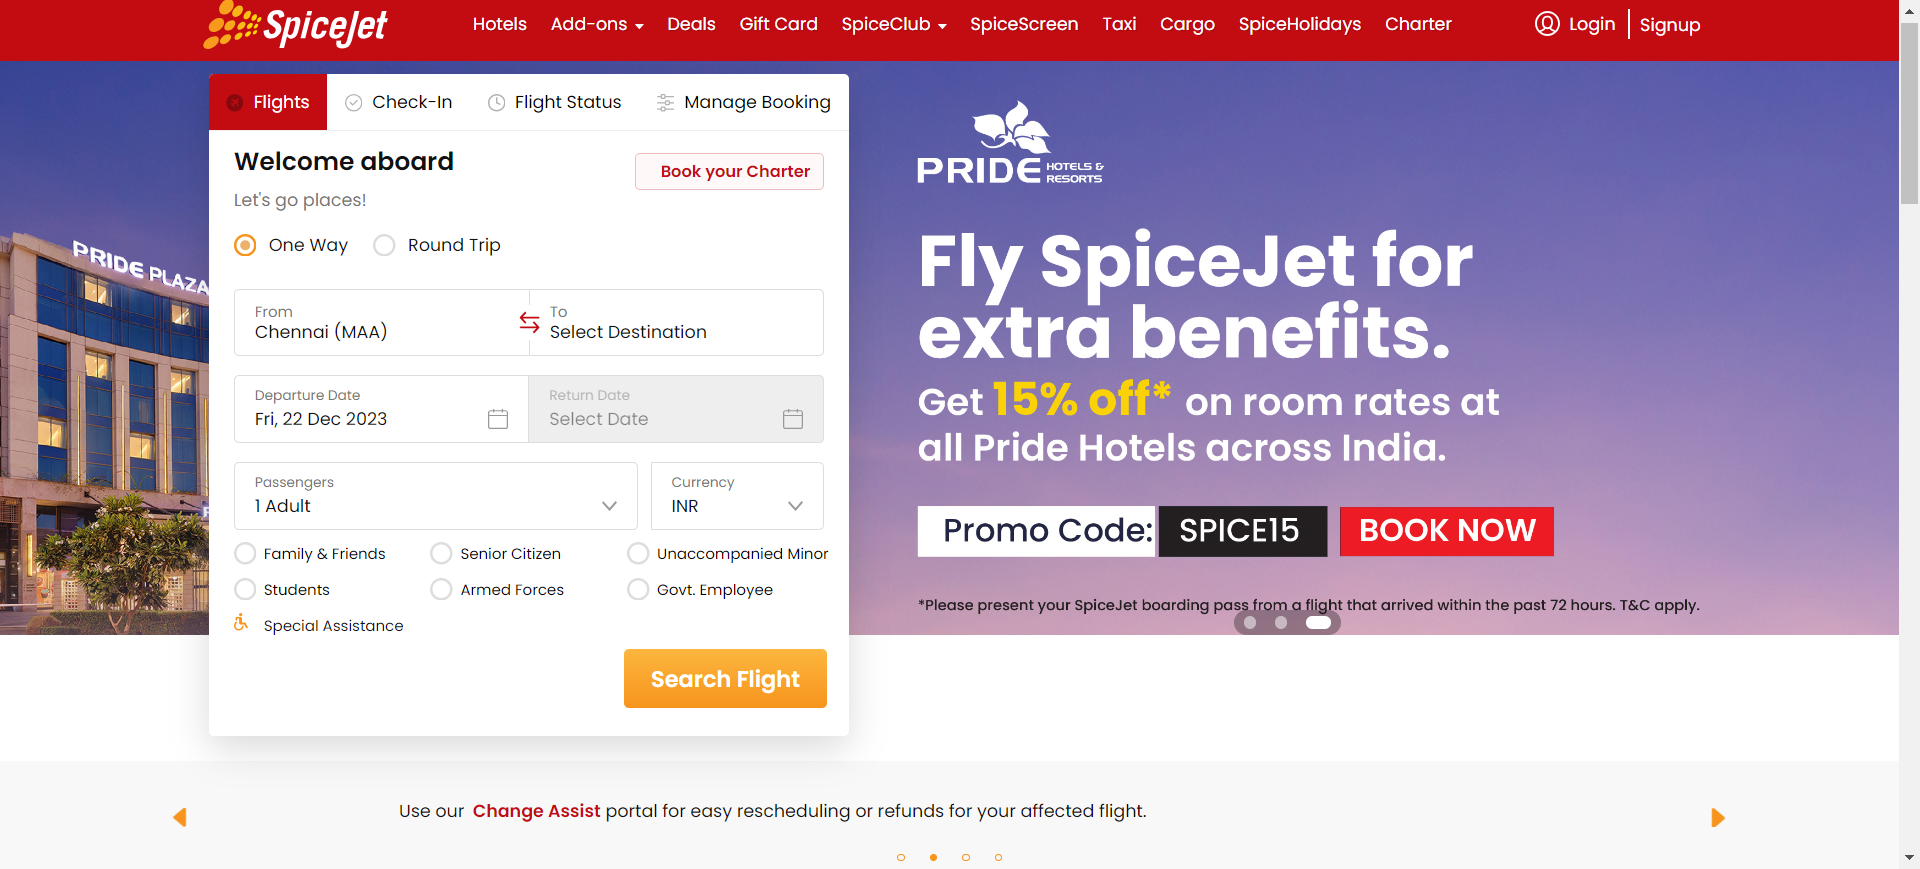 SpiceJet
Hotels Add-ons Deals Gift Card SpiceClub SpiceScreen Taxi Cargo SpiceHolidays Charter Login Signup
Flights Check-In Flight Status Manage Booking
Welcome aboard
Book your Charter
Let's go places!
One Way Round Trip
From
Chennai (MAA)
To
Select Destination
Departure Date
Fri, 22 Dec 2023
Return Date
Select Date
Passengers
1 Adult
Currency
INR
Family & Friends Senior Citizen Unaccompanied Minor
Students Armed Forces Govt. Employee
Special Assistance
Search Flight
PRIDE PLAZA
PRIDE HOTELS &
RESORTS
Fly SpiceJet for
extra benefits.
Get 15% off* on room rates at
all Pride Hotels across India.
Promo Code: SPICE15 BOOK NOW
*Please present your SpiceJet boarding pass from a flight that arrived within the past 72 hours. T&C apply.
Use our Change Assist portal for easy rescheduling or refunds for your affected flight.